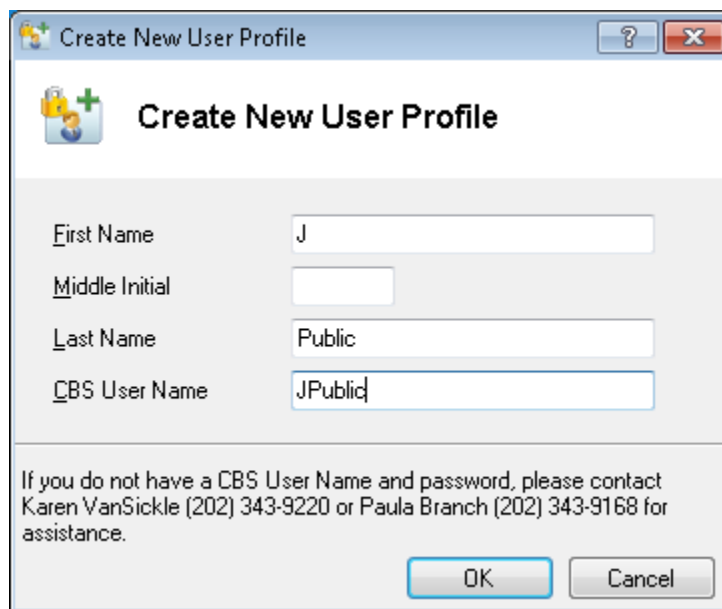 Create New User Profile
Create New User Profile
First Name J
Middle Initial
Last Name Public
CBS User Name JPublic
If you do not have a CBS User Name and password, please contact
Karen VanSickle (202) 343-9220 or Paula Branch (202) 343-9168 for
assistance.
OK Cancel